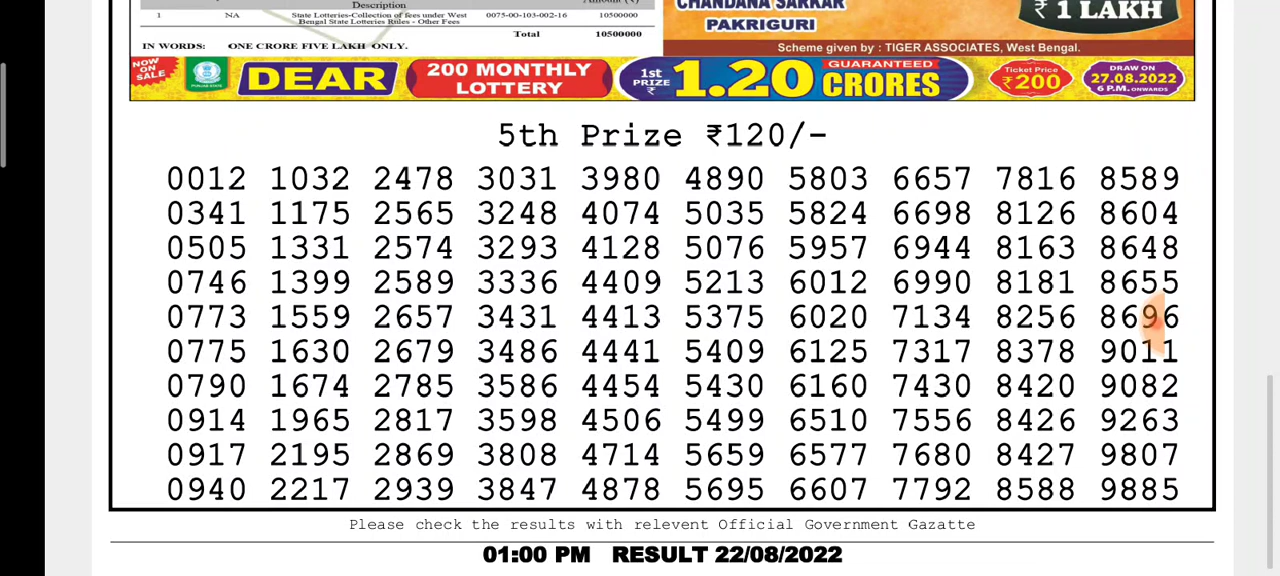 Description
1 NA State Lotteries-Collection of fees under West Bengal State Lotteries Rules - Other Fees 0075-00-103-002-16 10500000
Total 10500000
IN WORDS: ONE CRORE FIVE LAKH ONLY.
CHANDANA SARKAR
PAKRIGURI
₹ 1 LAKH
Scheme given by : TIGER ASSOCIATES, West Bengal.
NOW ON SALE
DEAR
200 MONTHLY LOTTERY
1st PRIZE ₹ 1.20 CRORES
GUARANTEED
Ticket Price ₹200
DRAW ON 27.08.2022 6 P.M. ONWARDS
5th Prize ₹120/-
0012 1032 2478 3031 3980 4890 5803 6657 7816 8589
0341 1175 2565 3248 4074 5035 5824 6698 8126 8604
0505 1331 2574 3293 4128 5076 5957 6944 8163 8648
0746 1399 2589 3336 4409 5213 6012 6990 8181 8655
0773 1559 2657 3431 4413 5375 6020 7134 8256 8696
0775 1630 2679 3486 4441 5409 6125 7317 8378 9011
0790 1674 2785 3586 4454 5430 6160 7430 8420 9082
0914 1965 2817 3598 4506 5499 6510 7556 8426 9263
0917 2195 2869 3808 4714 5659 6577 7680 8427 9807
0940 2217 2939 3847 4878 5695 6607 7792 8588 9885
Please check the results with relevent Official Government Gazatte
01:00 PM RESULT 22/08/2022